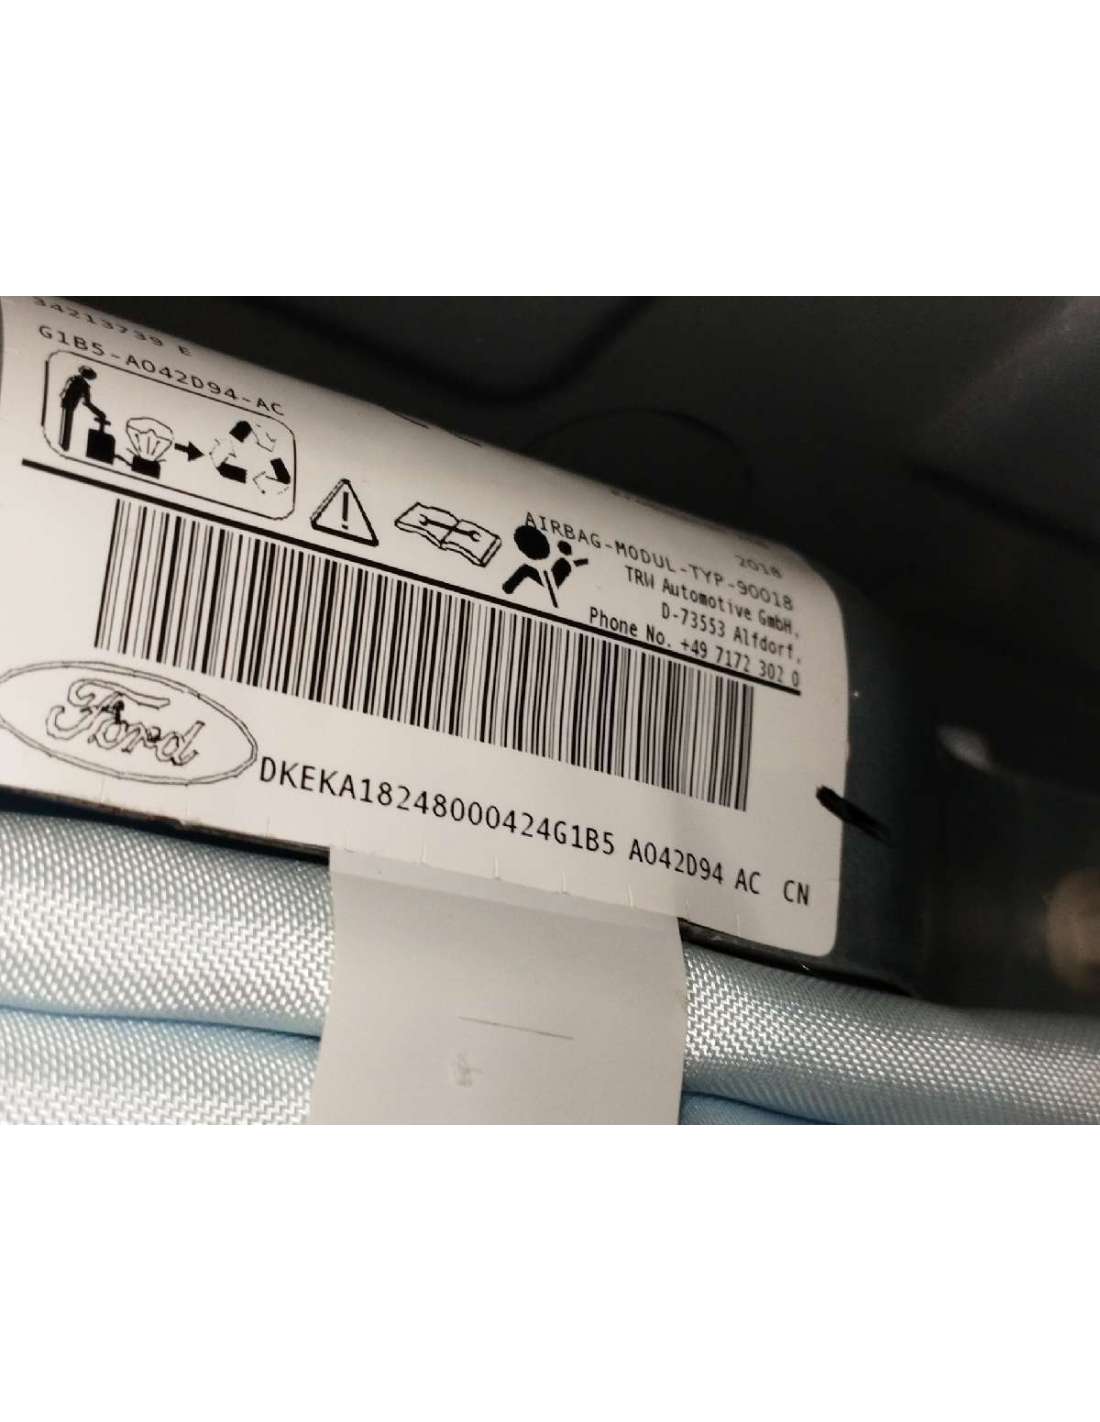 34213739 E
G1B5-A042D94-AC
2018
AIRBAG-MODUL-TYP-90018
TRW Automotive GmbH,
D-73553 Alfdorf,
Phone No. +49 7172 302 0
Ford
DKEKA18248000424G1B5 A042D94 AC CN